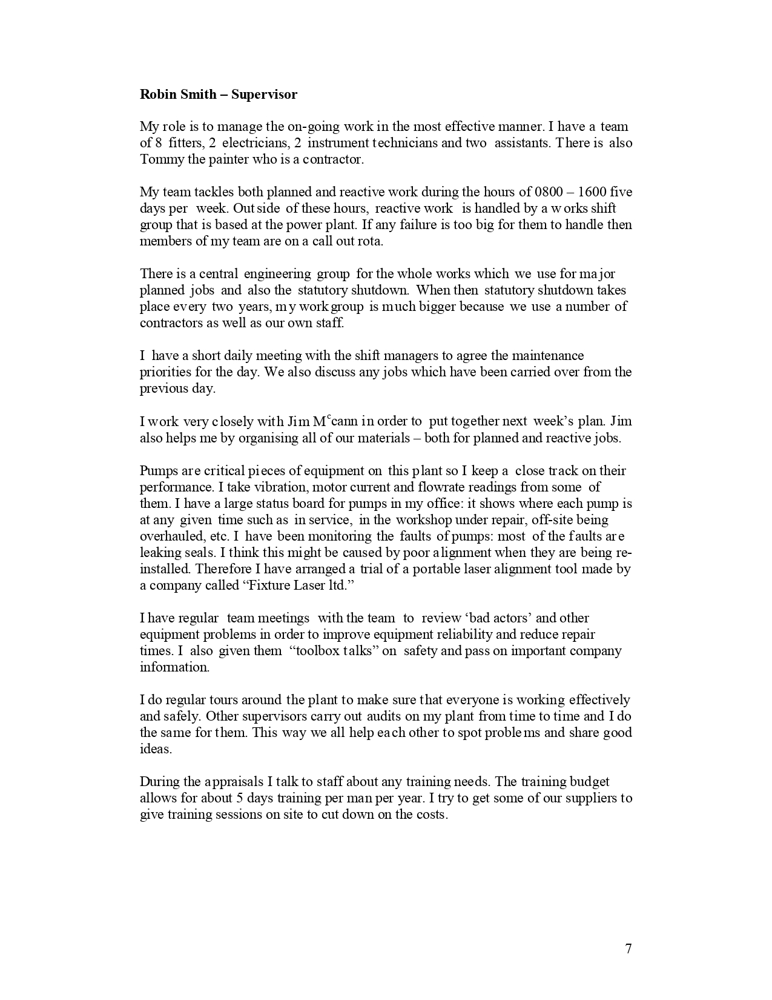 Robin Smith – Supervisor
My role is to manage the on-going work in the most effective manner. I have a team
of 8 fitters, 2 electricians, 2 instrument technicians and two assistants. There is also
Tommy the painter who is a contractor.
My team tackles both planned and reactive work during the hours of 0800 – 1600 five
days per week. Outside of these hours, reactive work is handled by a works shift
group that is based at the power plant. If any failure is too big for them to handle then
members of my team are on a call out rota.
There is a central engineering group for the whole works which we use for major
planned jobs and also the statutory shutdown. When then statutory shutdown takes
place every two years, my workgroup is much bigger because we use a number of
contractors as well as our own staff.
I have a short daily meeting with the shift managers to agree the maintenance
priorities for the day. We also discuss any jobs which have been carried over from the
previous day.
I work very closely with Jim Mᶜcann in order to put together next week’s plan. Jim
also helps me by organising all of our materials – both for planned and reactive jobs.
Pumps are critical pieces of equipment on this plant so I keep a close track on their
performance. I take vibration, motor current and flowrate readings from some of
them. I have a large status board for pumps in my office: it shows where each pump is
at any given time such as in service, in the workshop under repair, off-site being
overhauled, etc. I have been monitoring the faults of pumps: most of the faults are
leaking seals. I think this might be caused by poor alignment when they are being re-
installed. Therefore I have arranged a trial of a portable laser alignment tool made by
a company called “Fixture Laser ltd.”
I have regular team meetings with the team to review ‘bad actors’ and other
equipment problems in order to improve equipment reliability and reduce repair
times. I also given them “toolbox talks” on safety and pass on important company
information.
I do regular tours around the plant to make sure that everyone is working effectively
and safely. Other supervisors carry out audits on my plant from time to time and I do
the same for them. This way we all help each other to spot problems and share good
ideas.
During the appraisals I talk to staff about any training needs. The training budget
allows for about 5 days training per man per year. I try to get some of our suppliers to
give training sessions on site to cut down on the costs.
7